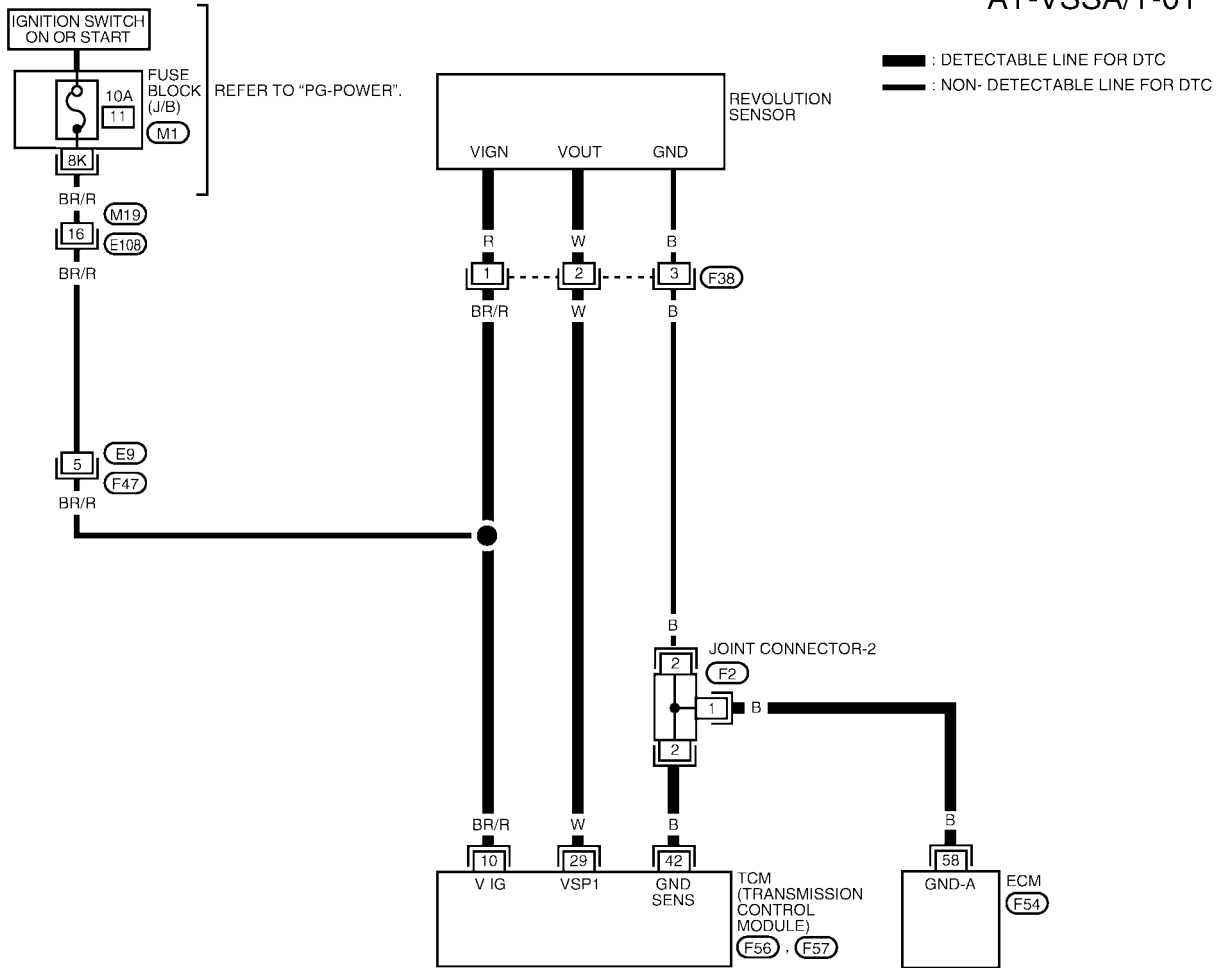 AT-VSSA/T-01
IGNITION SWITCH
ON OR START
FUSE
BLOCK
(J/B)
10A
11
M1
REFER TO "PG-POWER".
8K
BR/R
M19
16
E108
BR/R
5
E9
F47
BR/R
: DETECTABLE LINE FOR DTC
: NON- DETECTABLE LINE FOR DTC
REVOLUTION
SENSOR
VIGN VOUT GND
R W B
1 2 3 F38
BR/R W B
B
JOINT CONNECTOR-2
2
F2
1 B
2
BR/R W B B
10 29 42 58
V IG VSP1 GND
SENS
TCM
(TRANSMISSION
CONTROL
MODULE)
F56 , F57
GND-A
ECM
F54